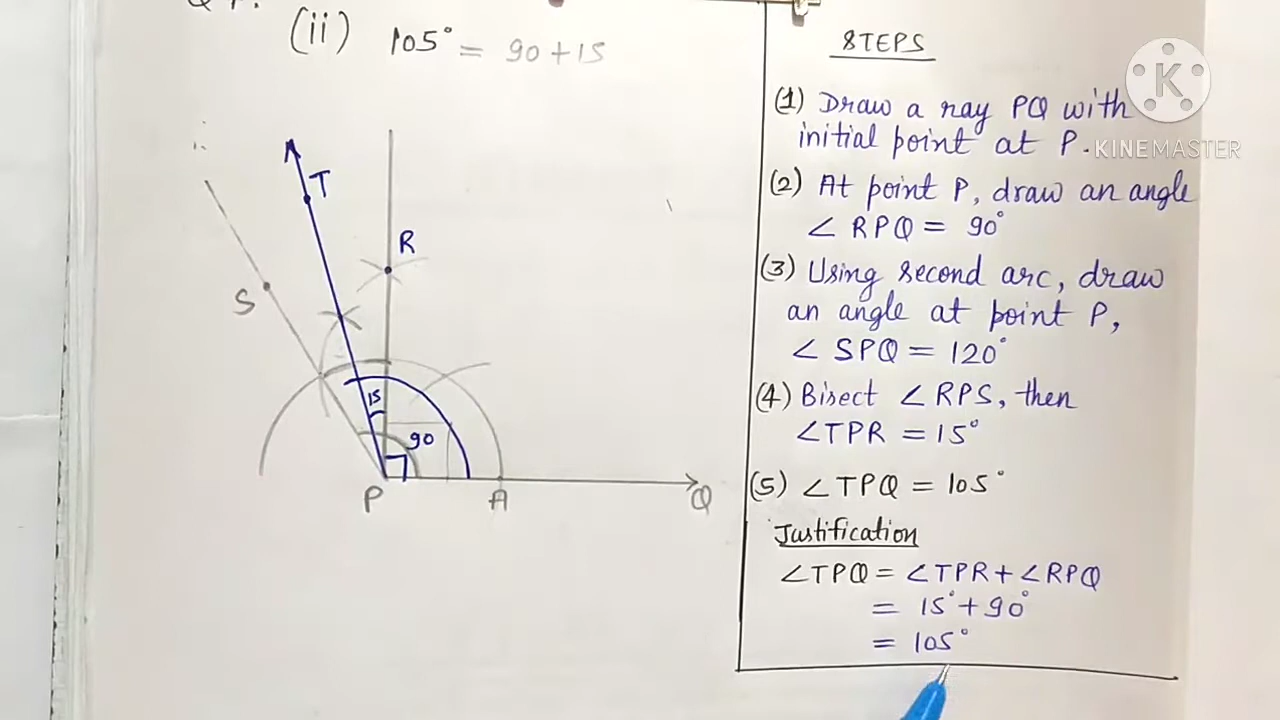 (ii) 105° = 90 + 15
T
R
S
15
90
P
A
Q
STEPS
(1) Draw a ray PQ with
initial point at P.
(2) At point P, draw an angle
∠ RPQ = 90°
(3) Using second arc, draw
an angle at point P,
∠ SPQ = 120°
(4) Bisect ∠RPS, then
∠TPR = 15°
(5) ∠TPQ = 105°
Justification
∠TPQ = ∠TPR + ∠RPQ
= 15° + 90°
= 105°
K
KINEMASTER